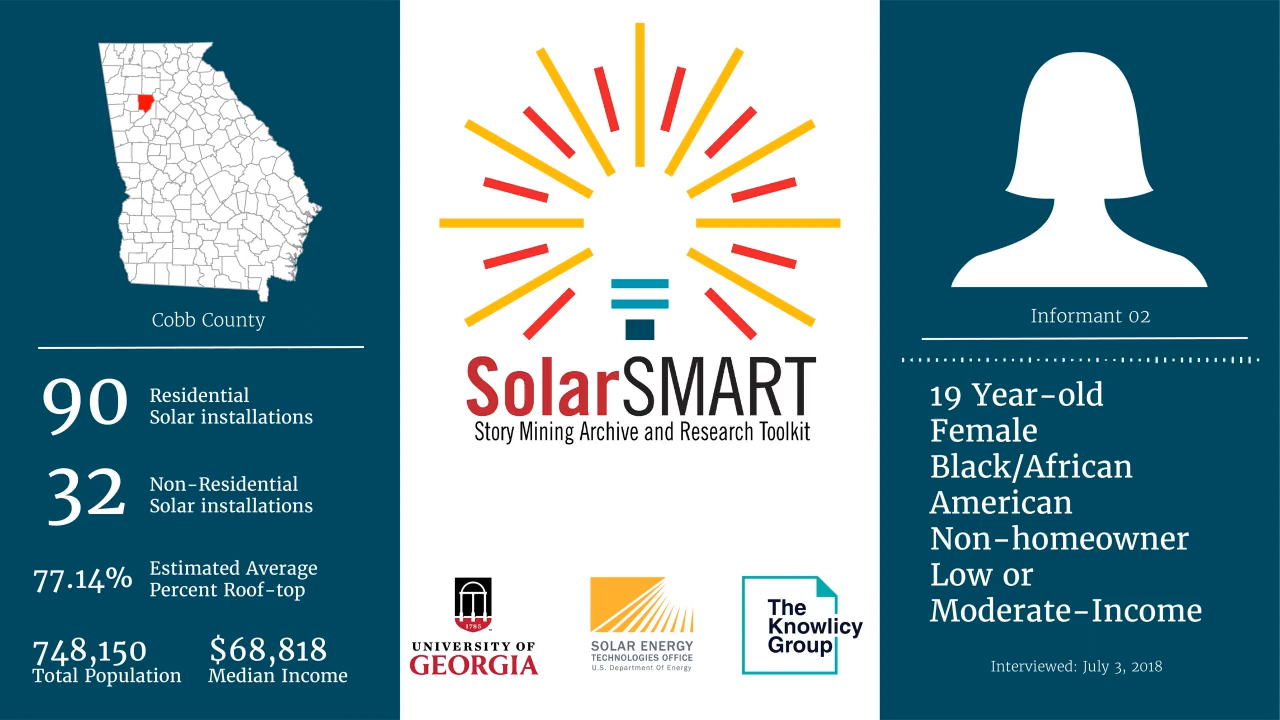 Cobb County
90
Residential
Solar installations
32
Non-Residential
Solar installations
77.14%
Estimated Average
Percent Roof-top
748,150
Total Population
$68,818
Median Income
SolarSMART
Story Mining Archive and Research Toolkit
1785
UNIVERSITY OF
GEORGIA
SOLAR ENERGY
TECHNOLOGIES OFFICE
U.S. Department Of Energy
The
Knowlicy
Group
Informant 02
19 Year-old
Female
Black/African
American
Non-homeowner
Low or
Moderate-Income
Interviewed: July 3, 2018